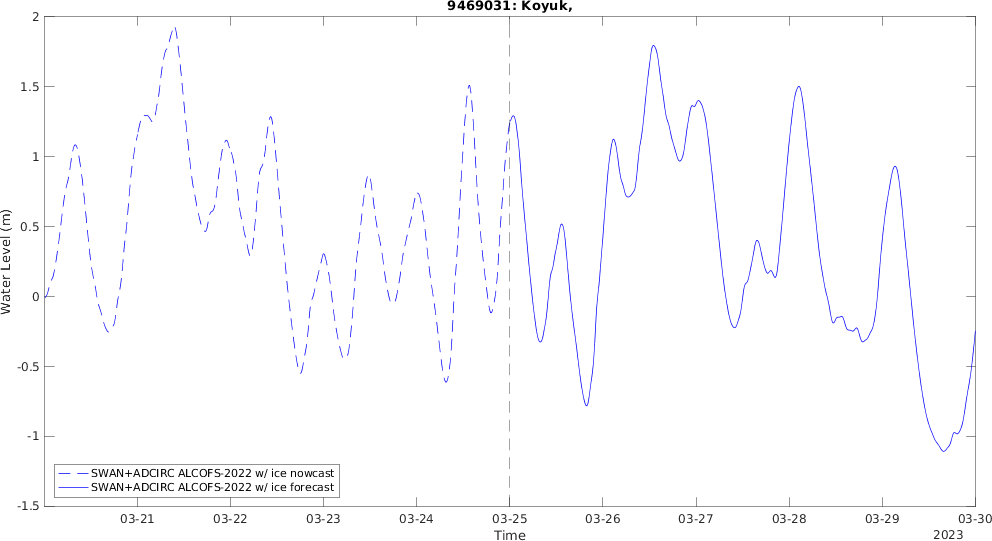 9469031: Koyuk,
Water Level (m)
2
1.5
1
0.5
0
-0.5
-1
-1.5
SWAN+ADCIRC ALCOFS-2022 w/ ice nowcast
SWAN+ADCIRC ALCOFS-2022 w/ ice forecast
03-21 03-22 03-23 03-24 03-25 03-26 03-27 03-28 03-29 03-30
Time
2023